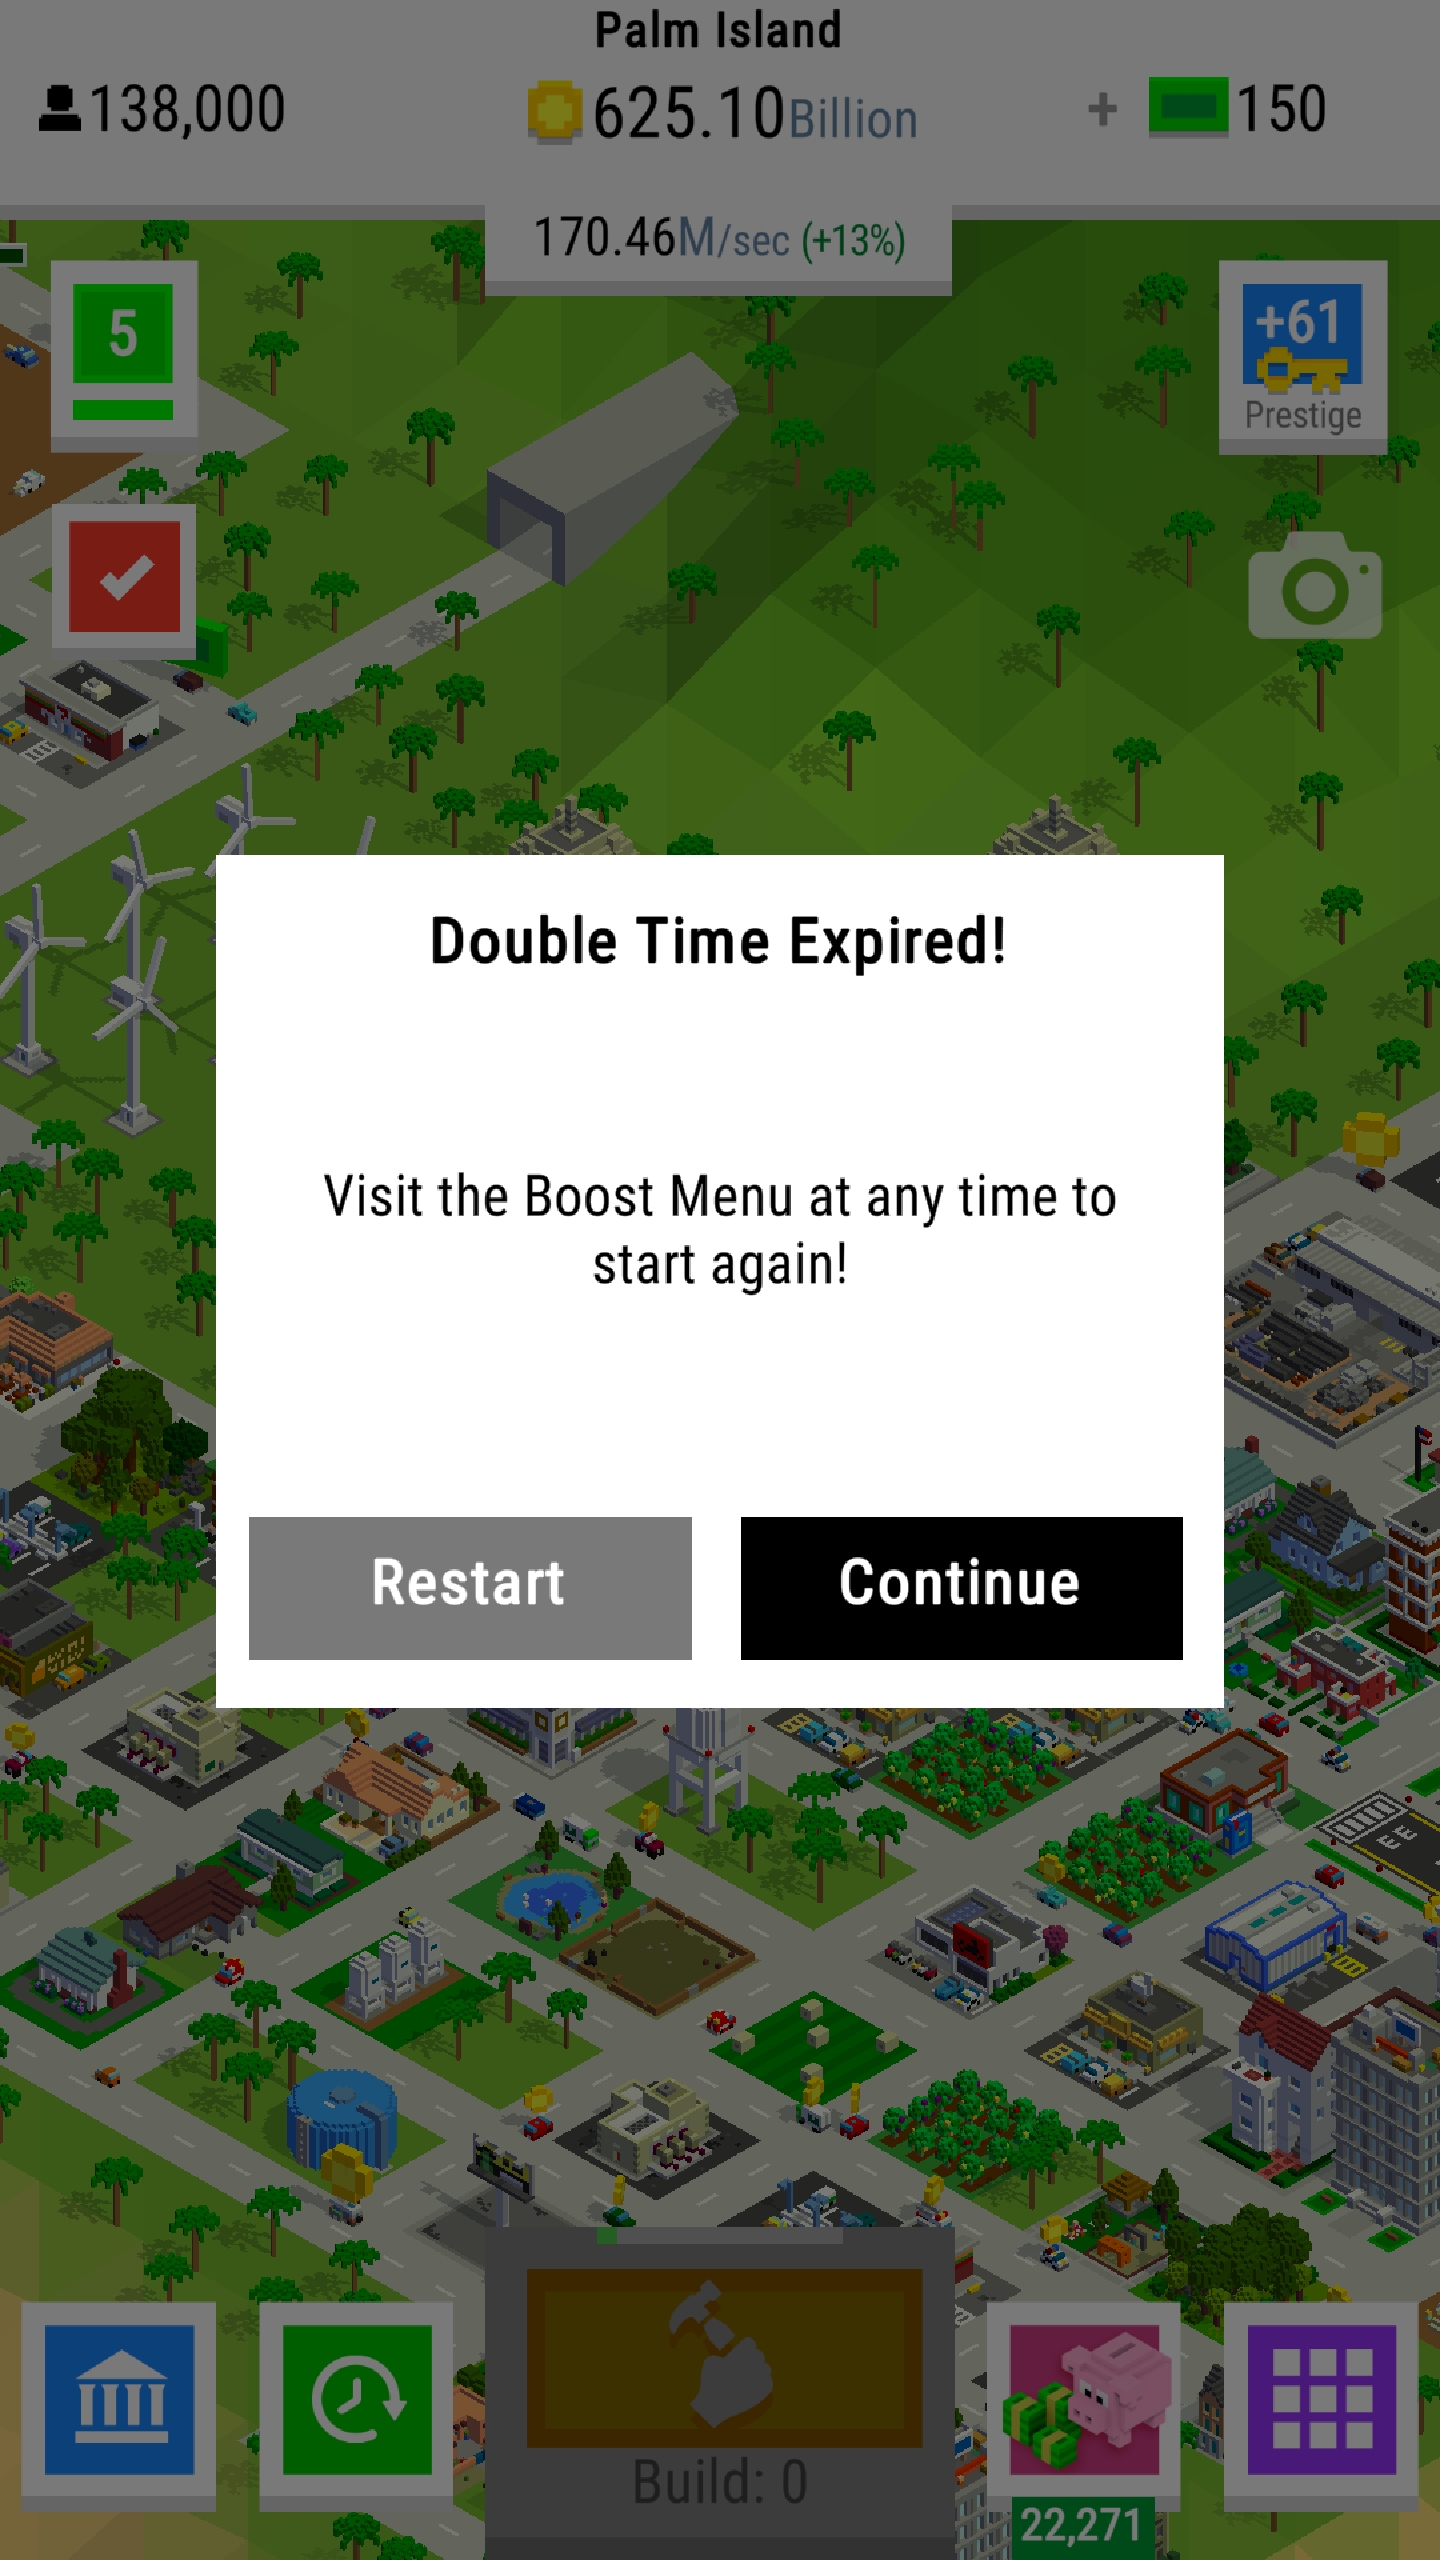 Palm Island
138,000
625.10Billion
+ 150
170.46M/sec (+13%)
5
+61
Prestige
Double Time Expired!
Visit the Boost Menu at any time to
start again!
Restart
Continue
Build: 0
22,271